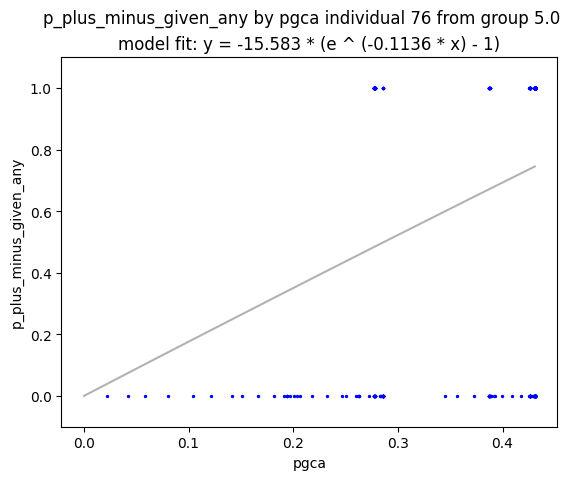 p_plus_minus_given_any by pgca individual 76 from group 5.0
model fit: y = -15.583 * (e ^ (-0.1136 * x) - 1)
1.0
0.8
0.6
0.4
0.2
0.0
p_plus_minus_given_any
0.0 0.1 0.2 0.3 0.4
pgca